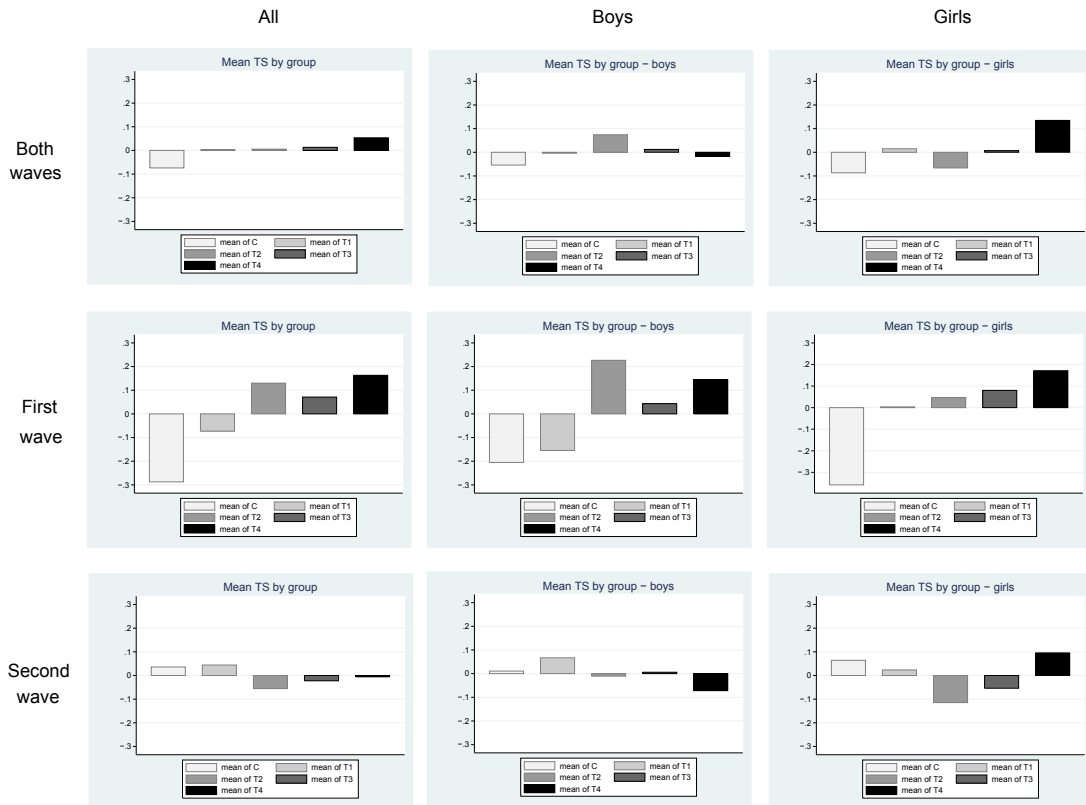 All
Boys
Girls
Both
waves
Mean TS by group
.3
.2
.1
0
−.1
−.2
−.3
mean of C
mean of T1
mean of T2
mean of T3
mean of T4
Mean TS by group − boys
.3
.2
.1
0
−.1
−.2
−.3
mean of C
mean of T1
mean of T2
mean of T3
mean of T4
Mean TS by group − girls
.3
.2
.1
0
−.1
−.2
−.3
mean of C
mean of T1
mean of T2
mean of T3
mean of T4
First
wave
Mean TS by group
.3
.2
.1
0
−.1
−.2
−.3
mean of C
mean of T1
mean of T2
mean of T3
mean of T4
Mean TS by group − boys
.3
.2
.1
0
−.1
−.2
−.3
mean of C
mean of T1
mean of T2
mean of T3
mean of T4
Mean TS by group − girls
.3
.2
.1
0
−.1
−.2
−.3
mean of C
mean of T1
mean of T2
mean of T3
mean of T4
Second
wave
Mean TS by group
.3
.2
.1
0
−.1
−.2
−.3
mean of C
mean of T1
mean of T2
mean of T3
mean of T4
Mean TS by group − boys
.3
.2
.1
0
−.1
−.2
−.3
mean of C
mean of T1
mean of T2
mean of T3
mean of T4
Mean TS by group − girls
.3
.2
.1
0
−.1
−.2
−.3
mean of C
mean of T1
mean of T2
mean of T3
mean of T4